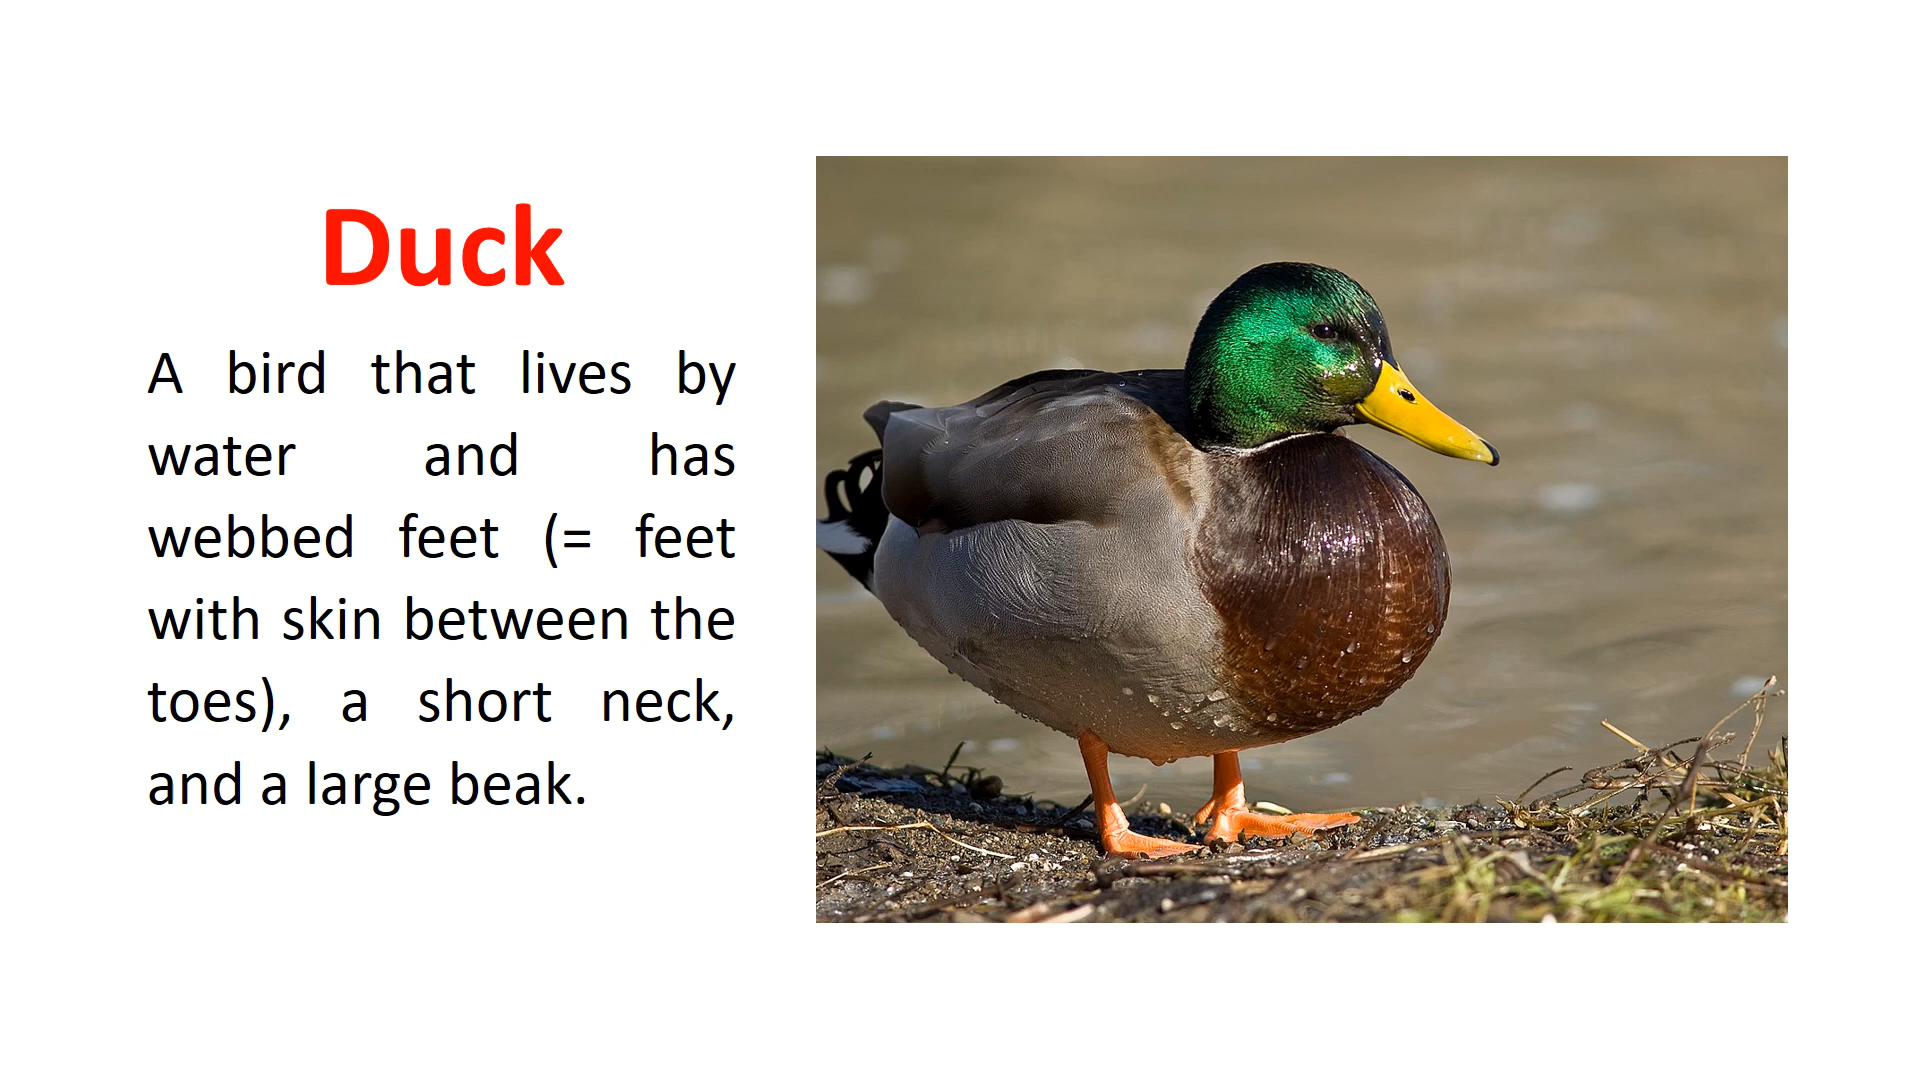 Duck
A bird that lives by
water and has
webbed feet (= feet
with skin between the
toes), a short neck,
and a large beak.